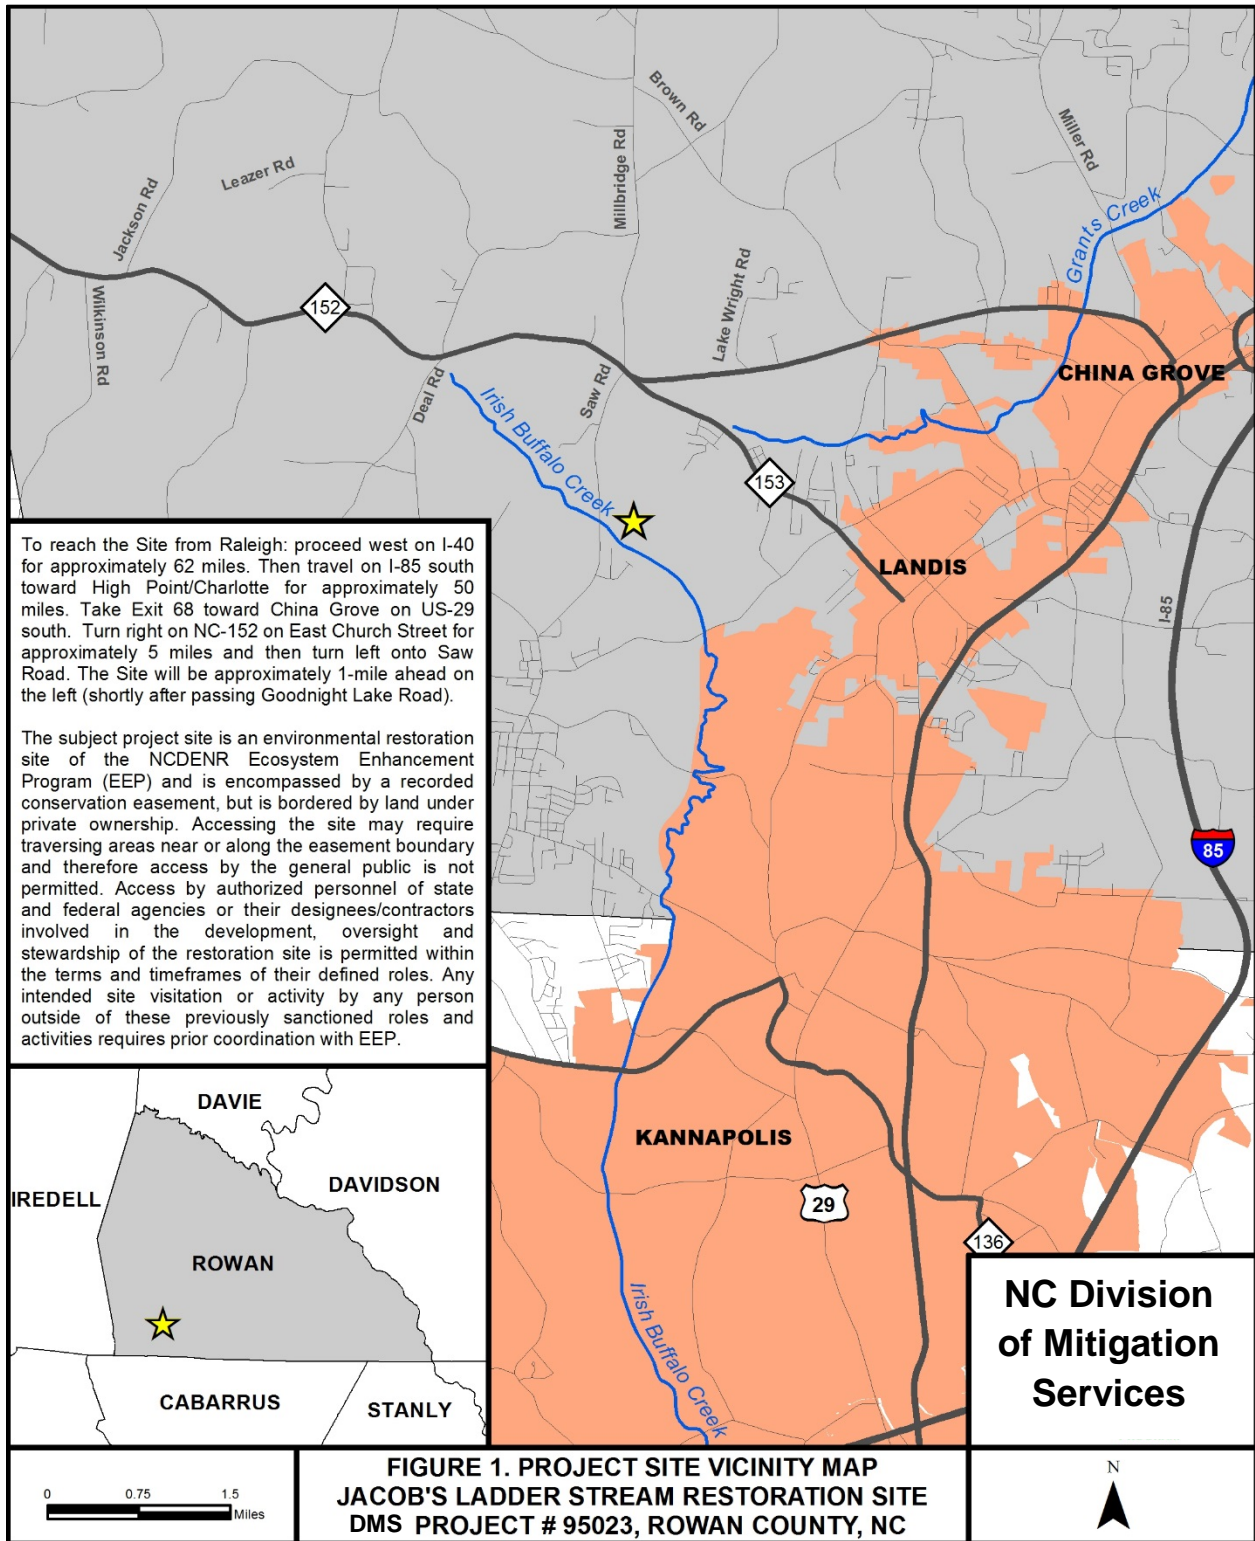 Brown Rd
Miller Rd
Millbridge Rd
Leazer Rd
Jackson Rd
Grants Creek
Wilkinson Rd
152
Lake Wright Rd
CHINA GROVE
Deal Rd
Saw Rd
Irish Buffalo Creek
153
LANDIS
I-85
85
To reach the Site from Raleigh: proceed west on I-40
for approximately 62 miles. Then travel on I-85 south
toward High Point/Charlotte for approximately 50
miles. Take Exit 68 toward China Grove on US-29
south. Turn right on NC-152 on East Church Street for
approximately 5 miles and then turn left onto Saw
Road. The Site will be approximately 1-mile ahead on
the left (shortly after passing Goodnight Lake Road).
The subject project site is an environmental restoration
site of the NCDENR Ecosystem Enhancement
Program (EEP) and is encompassed by a recorded
conservation easement, but is bordered by land under
private ownership. Accessing the site may require
traversing areas near or along the easement boundary
and therefore access by the general public is not
permitted. Access by authorized personnel of state
and federal agencies or their designees/contractors
involved in the development, oversight and
stewardship of the restoration site is permitted within
the terms and timeframes of their defined roles. Any
intended site visitation or activity by any person
outside of these previously sanctioned roles and
activities requires prior coordination with EEP.
KANNAPOLIS
29
136
Irish Buffalo Creek
DAVIE
IREDELL
DAVIDSON
ROWAN
CABARRUS
STANLY
NC Division
of Mitigation
Services
0 0.75 1.5
Miles
FIGURE 1. PROJECT SITE VICINITY MAP
JACOB'S LADDER STREAM RESTORATION SITE
DMS PROJECT # 95023, ROWAN COUNTY, NC
N